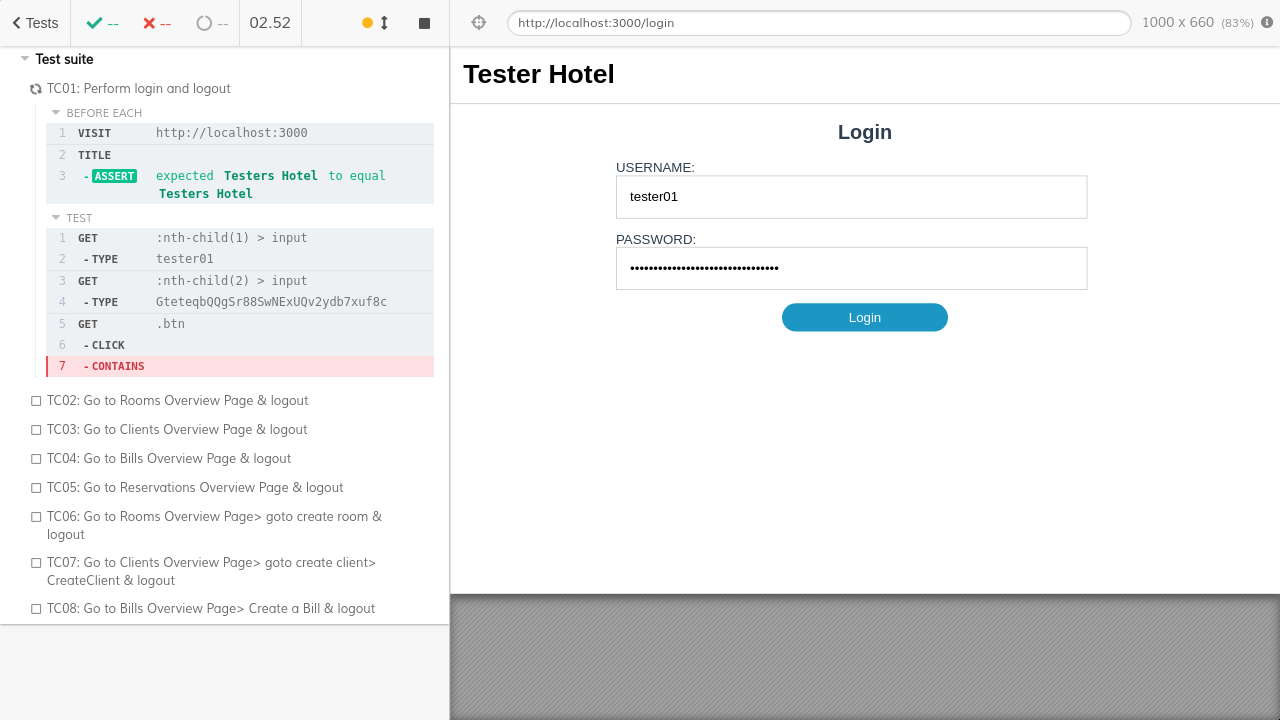 Tests -- -- -- 02.52
http://localhost:3000/login 1000 x 660 (83%)
Test suite
TC01: Perform login and logout
BEFORE EACH
1 VISIT http://localhost:3000
2 TITLE
3 - ASSERT expected Testers Hotel to equal
Testers Hotel
TEST
1 GET :nth-child(1) > input
2 - TYPE tester01
3 GET :nth-child(2) > input
4 - TYPE GteteqbQQgSr88SwNExUQv2ydb7xuf8c
5 GET .btn
6 - CLICK
7 - CONTAINS
TC02: Go to Rooms Overview Page & logout
TC03: Go to Clients Overview Page & logout
TC04: Go to Bills Overview Page & logout
TC05: Go to Reservations Overview Page & logout
TC06: Go to Rooms Overview Page> goto create room &
logout
TC07: Go to Clients Overview Page> goto create client>
CreateClient & logout
TC08: Go to Bills Overview Page> Create a Bill & logout
Tester Hotel
Login
USERNAME:
tester01
PASSWORD:
••••••••••••••••••••••••••••••••
Login